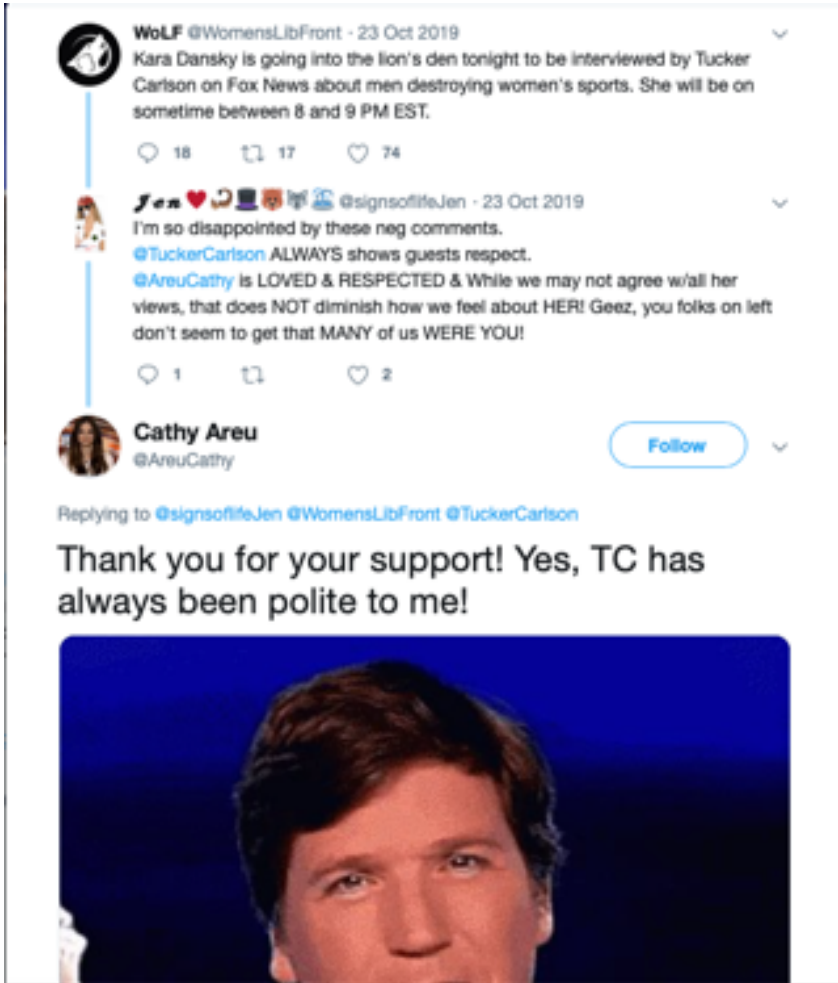 WoLF @WomensLibFront · 23 Oct 2019
Kara Dansky is going into the lion's den tonight to be interviewed by Tucker
Carlson on Fox News about men destroying women's sports. She will be on
sometime between 8 and 9 PM EST.
18 17 74
Jen @signsoflifeJen · 23 Oct 2019
I'm so disappointed by these neg comments.
@TuckerCarlson ALWAYS shows guests respect.
@AreuCathy is LOVED & RESPECTED & While we may not agree w/all her
views, that does NOT diminish how we feel about HER! Geez, you folks on left
don't seem to get that MANY of us WERE YOU!
1 2
Cathy Areu
@AreuCathy
Follow
Replying to @signsoflifeJen @WomensLibFront @TuckerCarlson
Thank you for your support! Yes, TC has
always been polite to me!